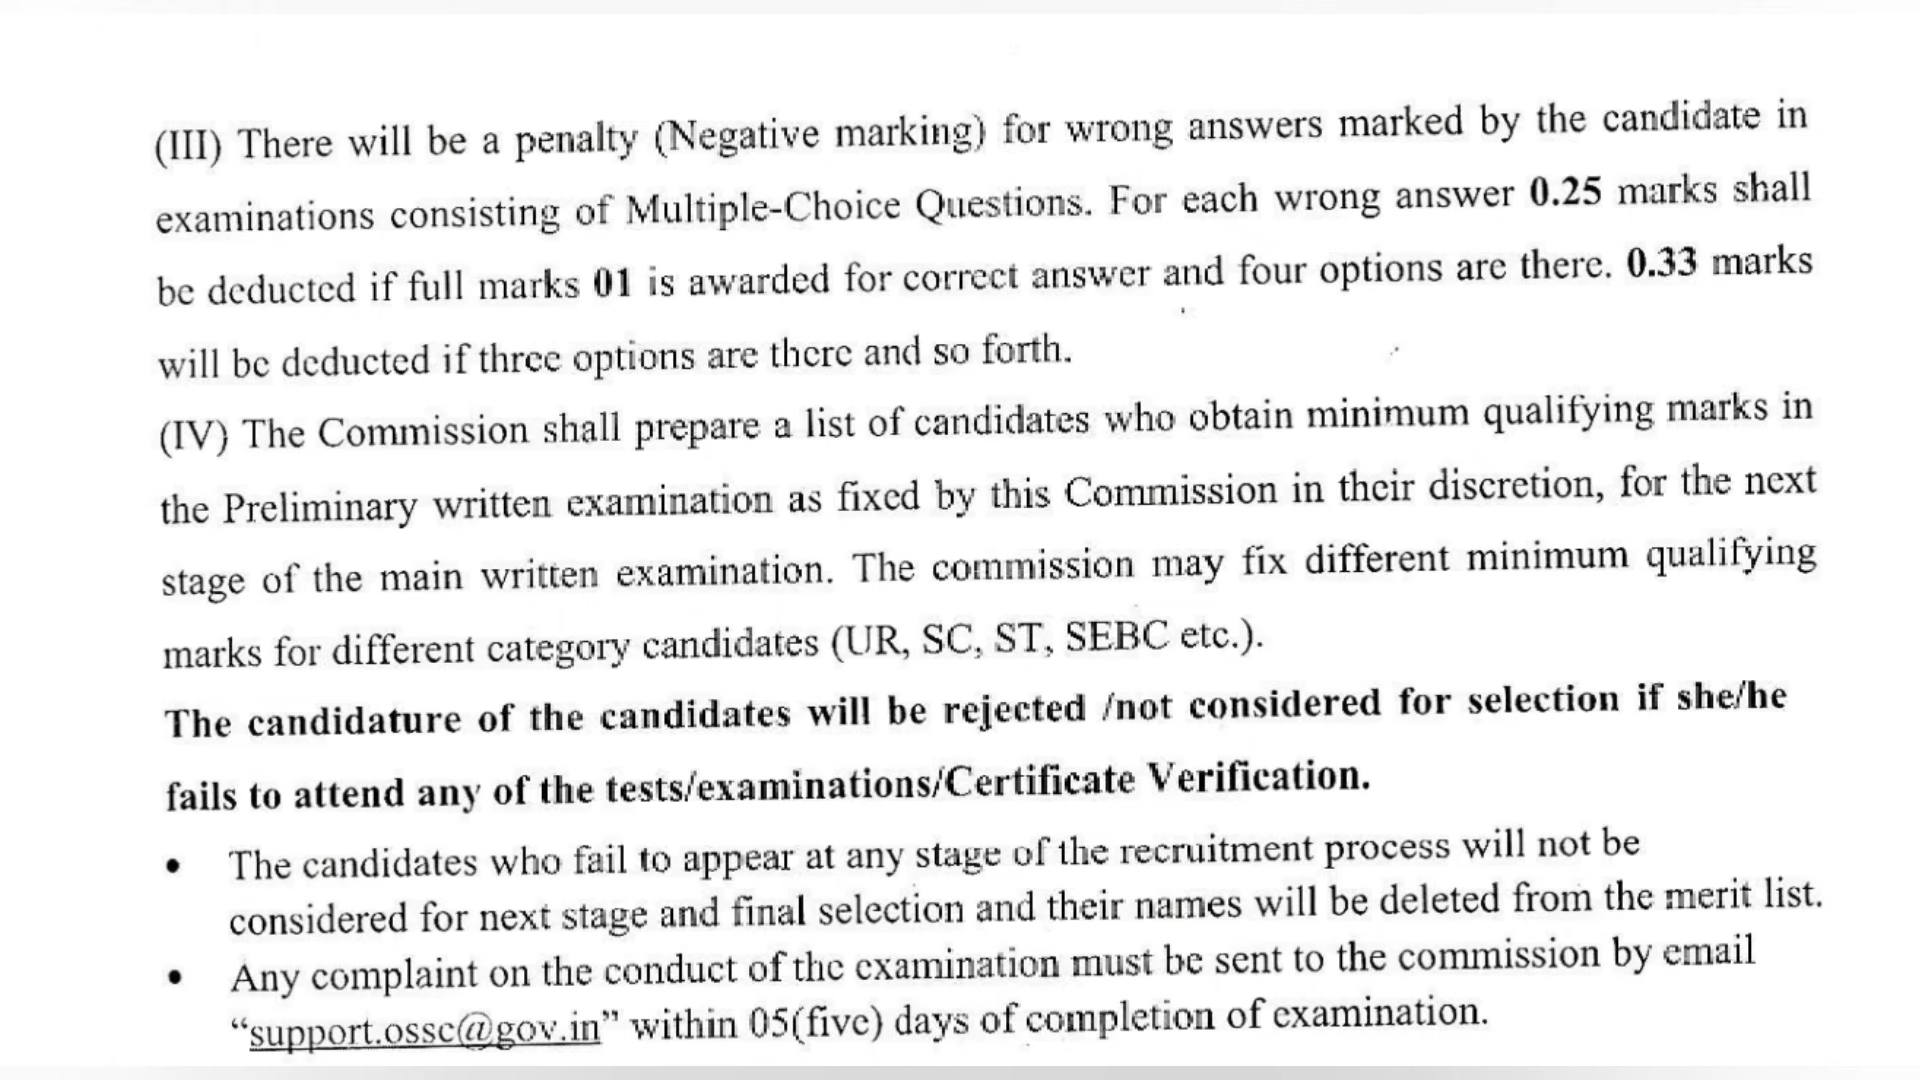 (III) There will be a penalty (Negative marking) for wrong answers marked by the candidate in
examinations consisting of Multiple-Choice Questions. For each wrong answer 0.25 marks shall
be deducted if full marks 01 is awarded for correct answer and four options are there. 0.33 marks
will be deducted if three options are there and so forth.
(IV) The Commission shall prepare a list of candidates who obtain minimum qualifying marks in
the Preliminary written examination as fixed by this Commission in their discretion, for the next
stage of the main written examination. The commission may fix different minimum qualifying
marks for different category candidates (UR, SC, ST, SEBC etc.).
The candidature of the candidates will be rejected /not considered for selection if she/he
fails to attend any of the tests/examinations/Certificate Verification.
• The candidates who fail to appear at any stage of the recruitment process will not be
considered for next stage and final selection and their names will be deleted from the merit list.
• Any complaint on the conduct of the examination must be sent to the commission by email
“support.ossc@gov.in” within 05(five) days of completion of examination.